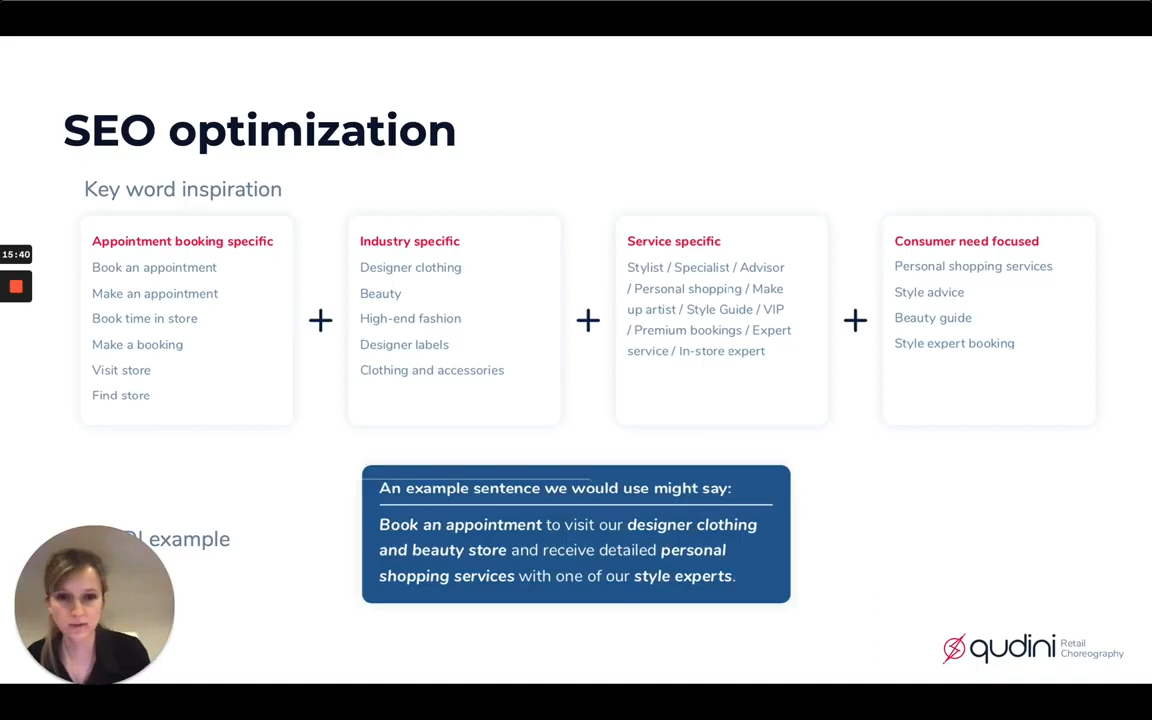 SEO optimization
Key word inspiration
15:40
Appointment booking specific
Book an appointment
Make an appointment
Book time in store
Make a booking
Visit store
Find store
+
Industry specific
Designer clothing
Beauty
High-end fashion
Designer labels
Clothing and accessories
+
Service specific
Stylist / Specialist / Advisor
/ Personal shopping / Make
up artist / Style Guide / VIP
/ Premium bookings / Expert
service / In-store expert
+
Consumer need focused
Personal shopping services
Style advice
Beauty guide
Style expert booking
example
An example sentence we would use might say:
Book an appointment to visit our designer clothing
and beauty store and receive detailed personal
shopping services with one of our style experts.
qudini
Retail
Choreography